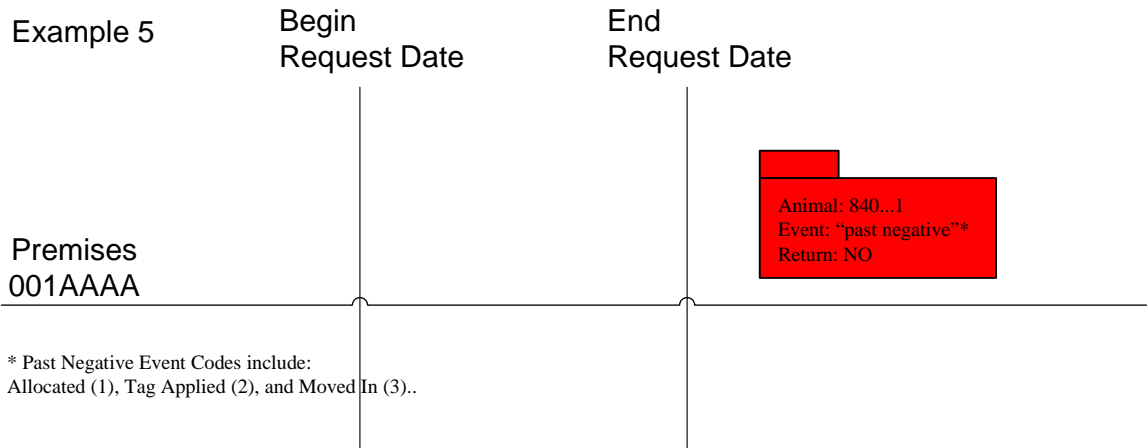 Example 5
Begin
Request Date
End
Request Date
Animal: 840...1
Event: “past negative”*
Return: NO
Premises
001AAAA
* Past Negative Event Codes include:
Allocated (1), Tag Applied (2), and Moved In (3)..